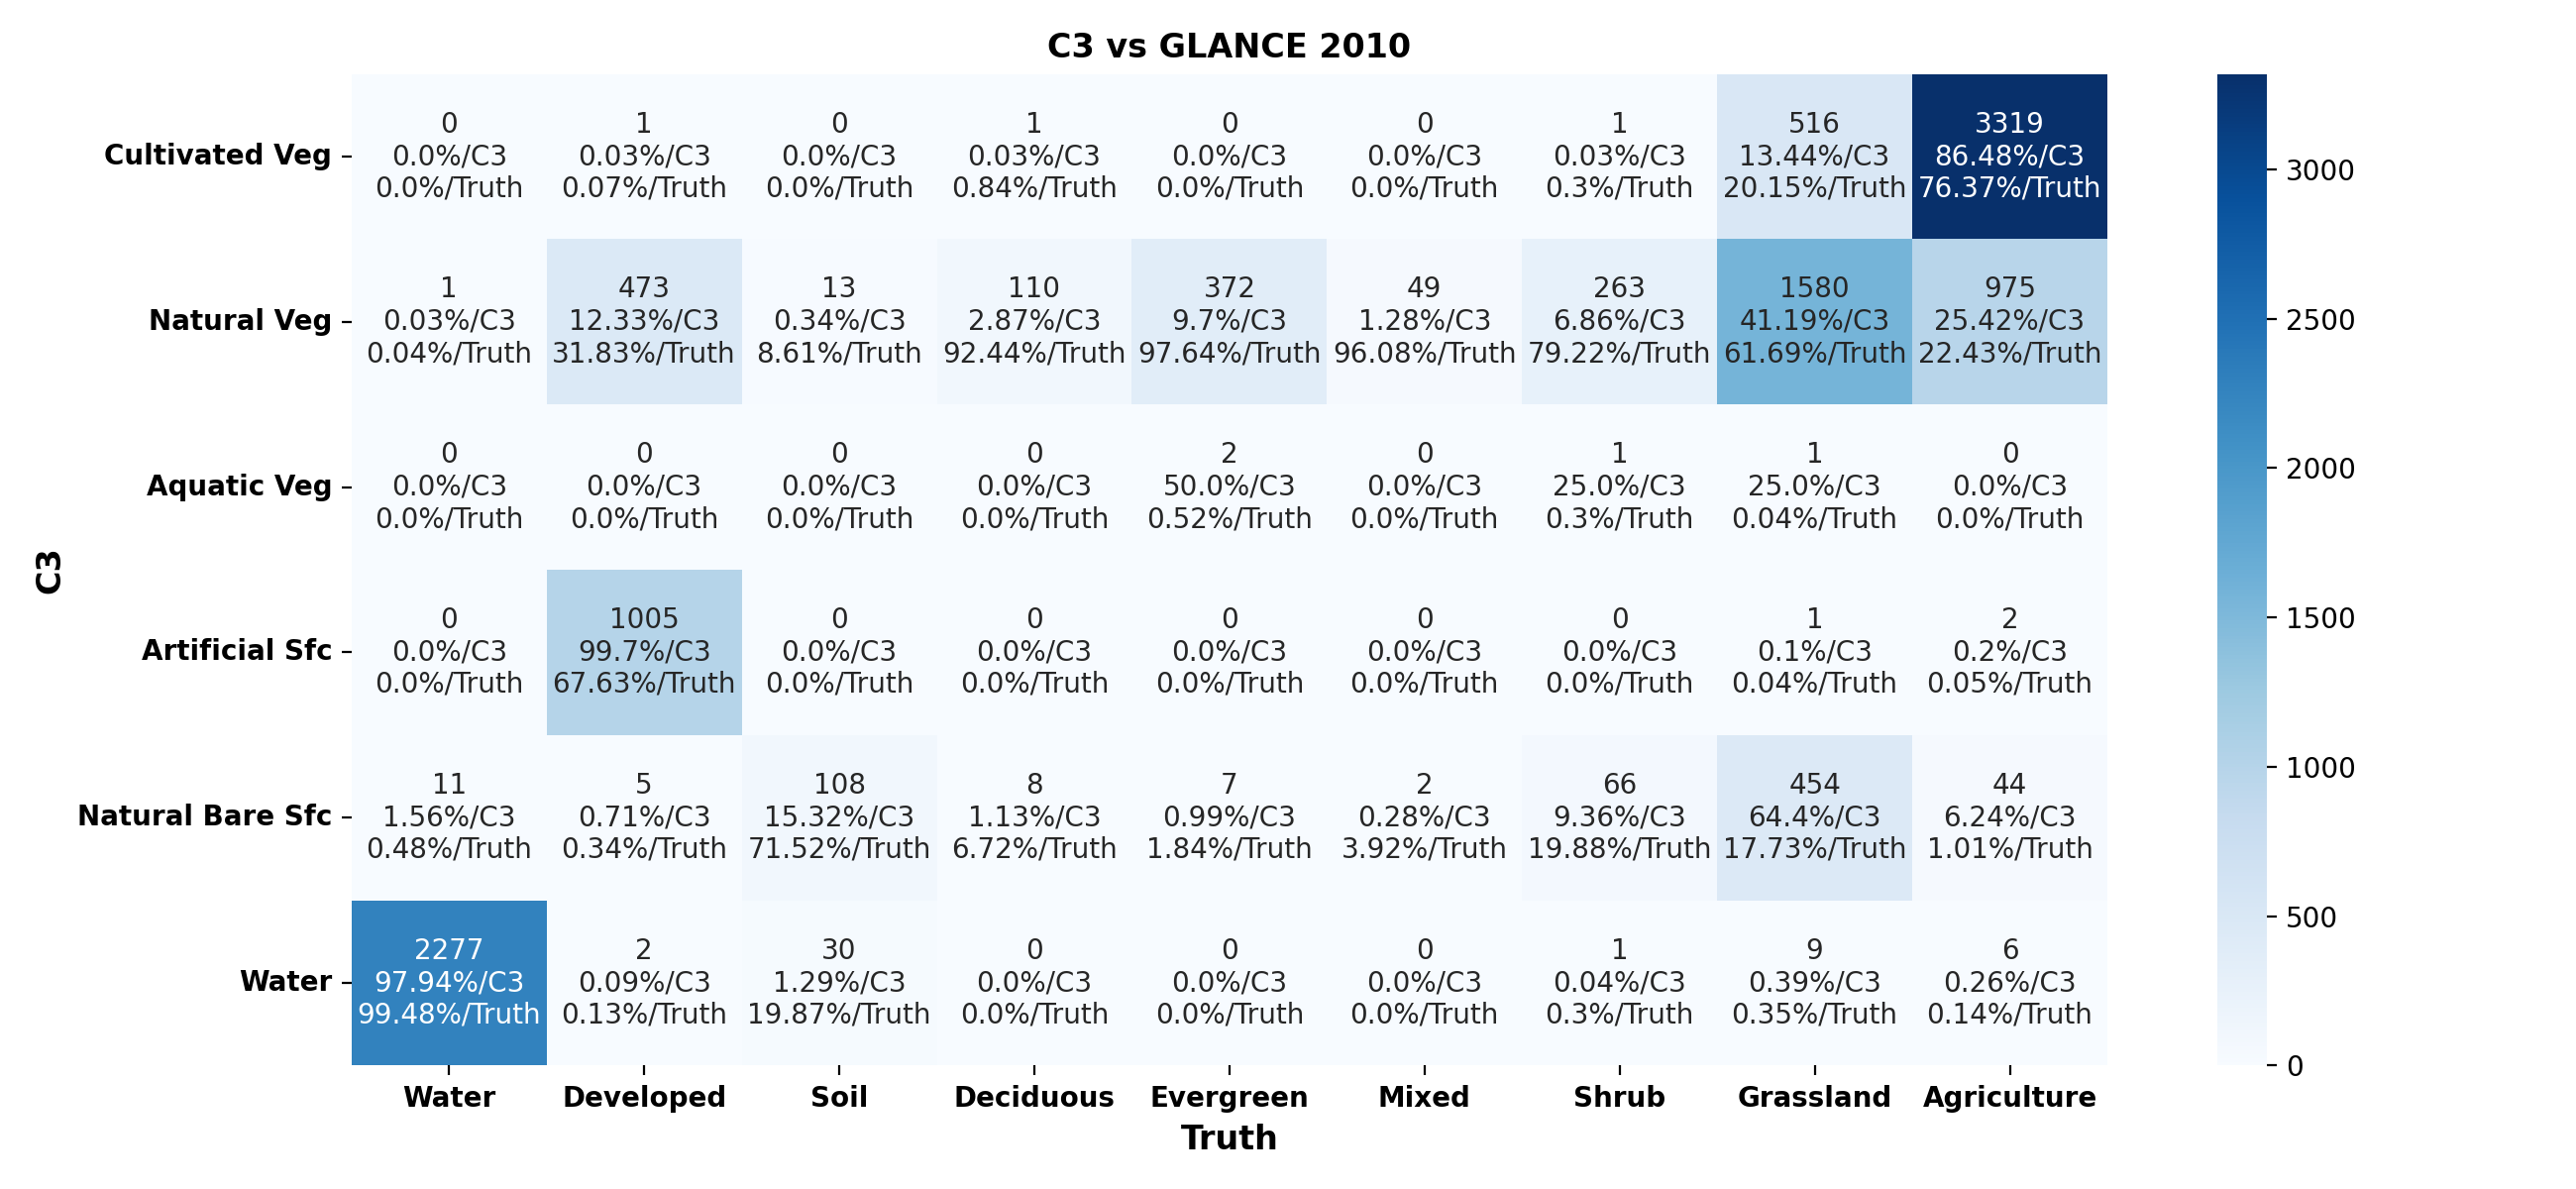 C3 vs GLANCE 2010
C3
Cultivated Veg
0 1 0 1 0 0 1 516 3319
0.0%/C3 0.03%/C3 0.0%/C3 0.03%/C3 0.0%/C3 0.0%/C3 0.03%/C3 13.44%/C3 86.48%/C3
0.0%/Truth 0.07%/Truth 0.0%/Truth 0.84%/Truth 0.0%/Truth 0.0%/Truth 0.3%/Truth 20.15%/Truth 76.37%/Truth
Natural Veg
1 473 13 110 372 49 263 1580 975
0.03%/C3 12.33%/C3 0.34%/C3 2.87%/C3 9.7%/C3 1.28%/C3 6.86%/C3 41.19%/C3 25.42%/C3
0.04%/Truth 31.83%/Truth 8.61%/Truth 92.44%/Truth 97.64%/Truth 96.08%/Truth 79.22%/Truth 61.69%/Truth 22.43%/Truth
Aquatic Veg
0 0 0 0 2 0 1 1 0
0.0%/C3 0.0%/C3 0.0%/C3 0.0%/C3 50.0%/C3 0.0%/C3 25.0%/C3 25.0%/C3 0.0%/C3
0.0%/Truth 0.0%/Truth 0.0%/Truth 0.0%/Truth 0.52%/Truth 0.0%/Truth 0.3%/Truth 0.04%/Truth 0.0%/Truth
Artificial Sfc
0 1005 0 0 0 0 0 1 2
0.0%/C3 99.7%/C3 0.0%/C3 0.0%/C3 0.0%/C3 0.0%/C3 0.0%/C3 0.1%/C3 0.2%/C3
0.0%/Truth 67.63%/Truth 0.0%/Truth 0.0%/Truth 0.0%/Truth 0.0%/Truth 0.0%/Truth 0.04%/Truth 0.05%/Truth
Natural Bare Sfc
11 5 108 8 7 2 66 454 44
1.56%/C3 0.71%/C3 15.32%/C3 1.13%/C3 0.99%/C3 0.28%/C3 9.36%/C3 64.4%/C3 6.24%/C3
0.48%/Truth 0.34%/Truth 71.52%/Truth 6.72%/Truth 1.84%/Truth 3.92%/Truth 19.88%/Truth 17.73%/Truth 1.01%/Truth
Water
2277 2 30 0 0 0 1 9 6
97.94%/C3 0.09%/C3 1.29%/C3 0.0%/C3 0.0%/C3 0.0%/C3 0.04%/C3 0.39%/C3 0.26%/C3
99.48%/Truth 0.13%/Truth 19.87%/Truth 0.0%/Truth 0.0%/Truth 0.0%/Truth 0.3%/Truth 0.35%/Truth 0.14%/Truth
Water Developed Soil Deciduous Evergreen Mixed Shrub Grassland Agriculture
Truth
3000
2500
2000
1500
1000
500
0